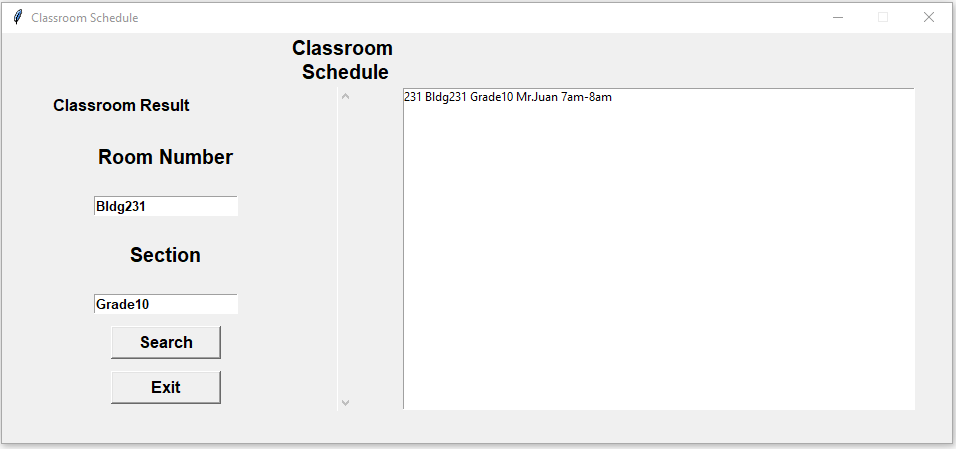 Classroom Schedule
Classroom
Schedule
Classroom Result
Room Number
Bldg231
Section
Grade10
Search
Exit
231 Bldg231 Grade10 Mr.Juan 7am-8am